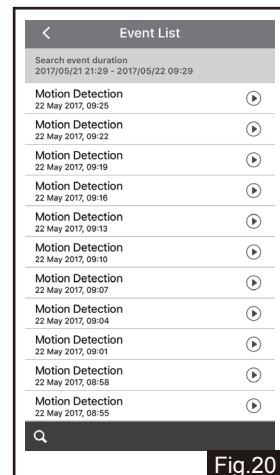 Event List
Search event duration
2017/05/21 21:29 - 2017/05/22 09:29
Motion Detection
22 May 2017, 09:25
Motion Detection
22 May 2017, 09:22
Motion Detection
22 May 2017, 09:19
Motion Detection
22 May 2017, 09:16
Motion Detection
22 May 2017, 09:13
Motion Detection
22 May 2017, 09:10
Motion Detection
22 May 2017, 09:07
Motion Detection
22 May 2017, 09:04
Motion Detection
22 May 2017, 09:01
Motion Detection
22 May 2017, 08:58
Motion Detection
22 May 2017, 08:55
Fig.20